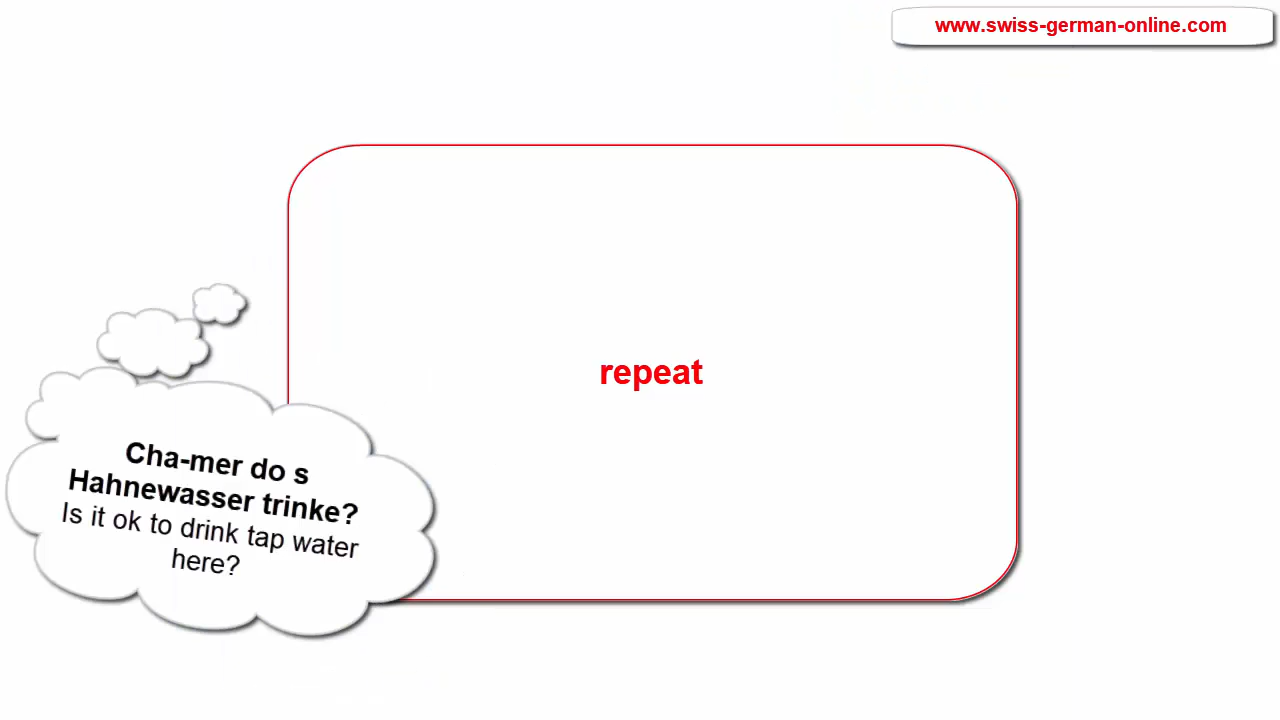 www.swiss-german-online.com
repeat
Cha-mer do s
Hahnewasser trinke?
Is it ok to drink tap water
here?